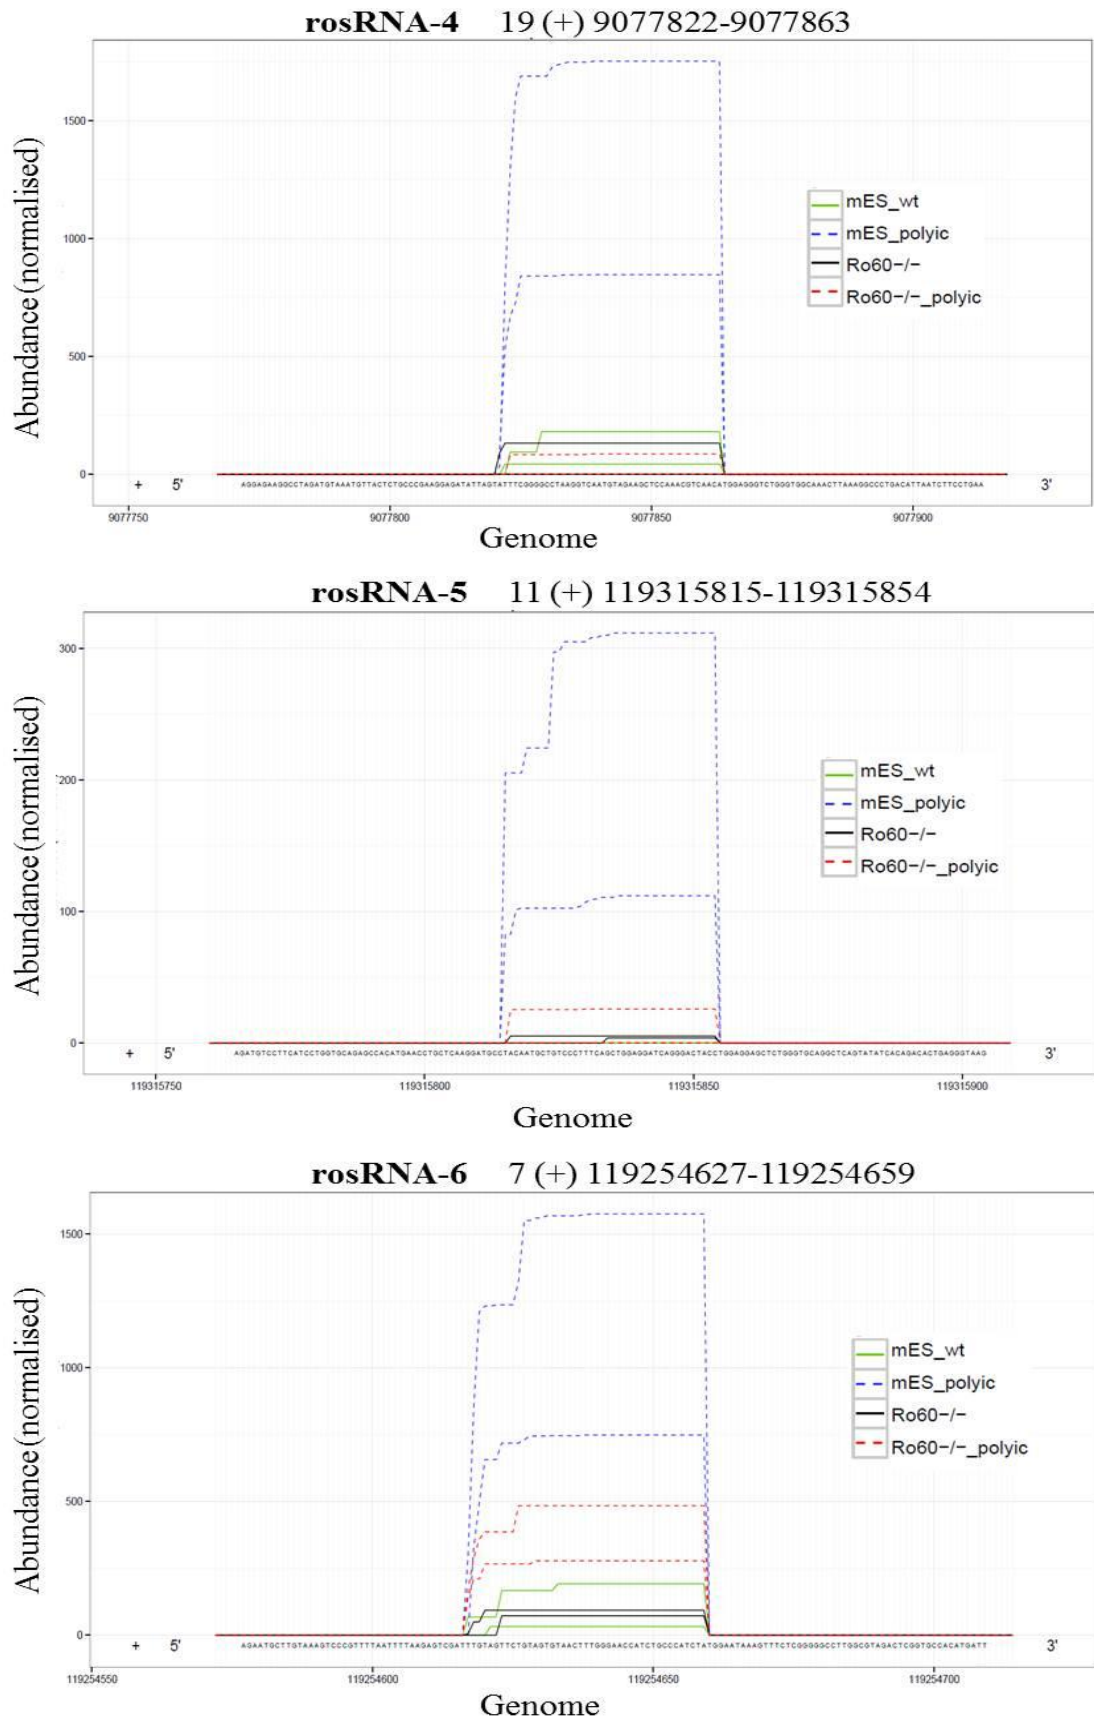 rosRNA-4 19 (+) 9077822-9077863
Abundance(normalised)
1500
1000
500
0
mES_wt
mES_polyic
Ro60-/-
Ro60-/-_polyic
+ 5' 3'
9077750 9077800 9077850 9077900
Genome
rosRNA-5 11 (+) 119315815-119315854
Abundance(normalised)
300
200
100
0
mES_wt
mES_polyic
Ro60-/-
Ro60-/-_polyic
+ 5' 3'
119315750 119315800 119315850 119315900
Genome
rosRNA-6 7 (+) 119254627-119254659
Abundance(normalised)
1500
1000
500
0
mES_wt
mES_polyic
Ro60-/-
Ro60-/-_polyic
+ 5' 3'
119254550 119254600 119254650 119254700
Genome